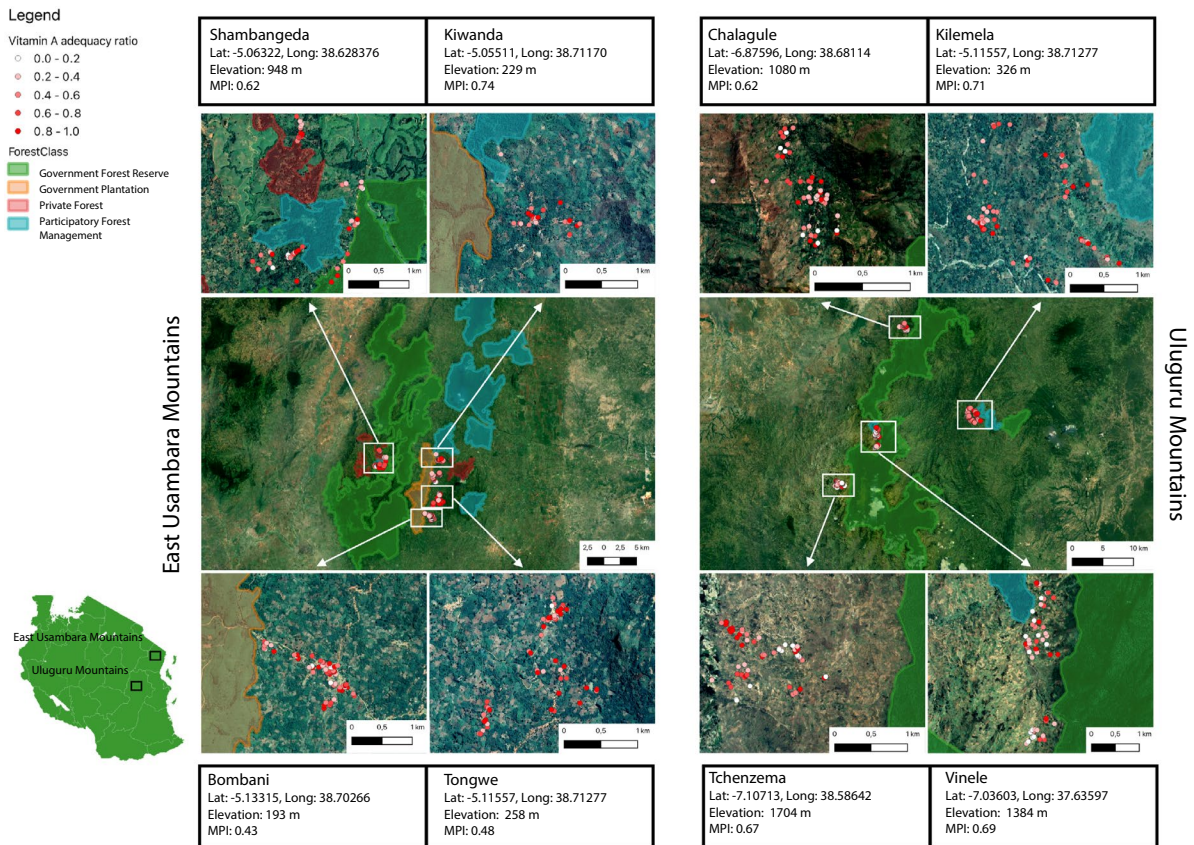 Legend
Vitamin A adequacy ratio
0.0 - 0.2
0.2 - 0.4
0.4 - 0.6
0.6 - 0.8
0.8 - 1.0
ForestClass
Government Forest Reserve
Government Plantation
Private Forest
Participatory Forest
Management
Shambangeda
Lat: -5.06322, Long: 38.628376
Elevation: 948 m
MPI: 0.62
Kiwanda
Lat: -5.05511, Long: 38.71170
Elevation: 229 m
MPI: 0.74
Chalagule
Lat: -6.87596, Long: 38.68114
Elevation: 1080 m
MPI: 0.62
Kilemela
Lat: -5.11557, Long: 38.71277
Elevation: 326 m
MPI: 0.71
0 0,5 1 km
0 0,5 1 km
0 0,5 1 km
0 0,5 1 km
East Usambara Mountains
2,5 0 2,5 5 km
0 5 10 km
Uluguru Mountains
East Usambara Mountains
Uluguru Mountains
0 0,5 1 km
0 0,5 1 km
0 0,5 1 km
0 0,5 1 km
Bombani
Lat: -5.13315, Long: 38.70266
Elevation: 193 m
MPI: 0.43
Tongwe
Lat: -5.11557, Long: 38.71277
Elevation: 258 m
MPI: 0.48
Tchenzema
Lat: -7.10713, Long: 38.58642
Elevation: 1704 m
MPI: 0.67
Vinele
Lat: -7.03603, Long: 37.63597
Elevation: 1384 m
MPI: 0.69